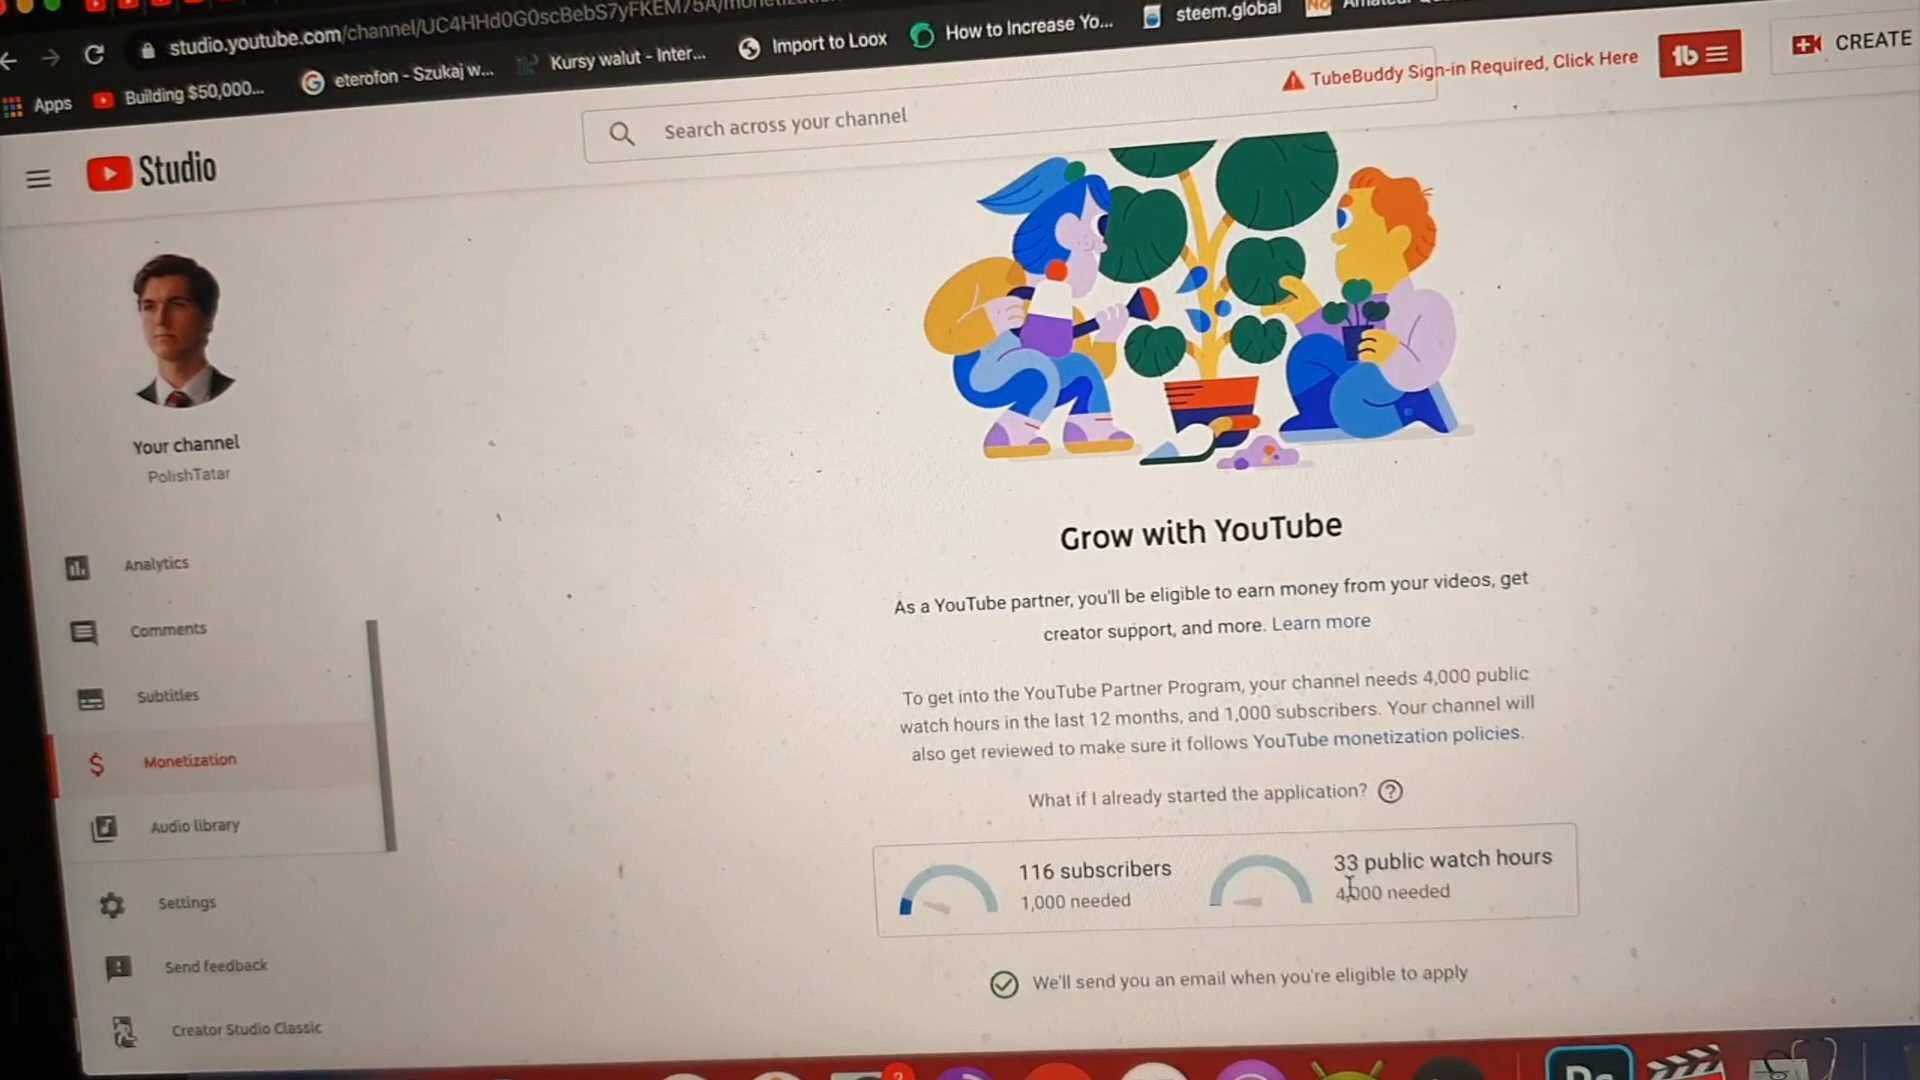 studio.youtube.com/channel/UC4HHd0G0scBebS7yFKEM75A/monetiz
Apps
Building $50,000...
eterofon - Szukaj w...
Kursy walut - Inter...
Import to Loox
How to Increase Yo...
steem.global
Studio
Search across your channel
TubeBuddy Sign-in Required, Click Here
CREATE
Your channel
PolishTatar
Analytics
Comments
Subtitles
Monetization
Audio library
Settings
Send feedback
Creator Studio Classic
Grow with YouTube
As a YouTube partner, you'll be eligible to earn money from your videos, get
creator support, and more. Learn more
To get into the YouTube Partner Program, your channel needs 4,000 public
watch hours in the last 12 months, and 1,000 subscribers. Your channel will
also get reviewed to make sure it follows YouTube monetization policies.
What if I already started the application? ?
116 subscribers
1,000 needed
33 public watch hours
4,000 needed
We'll send you an email when you're eligible to apply